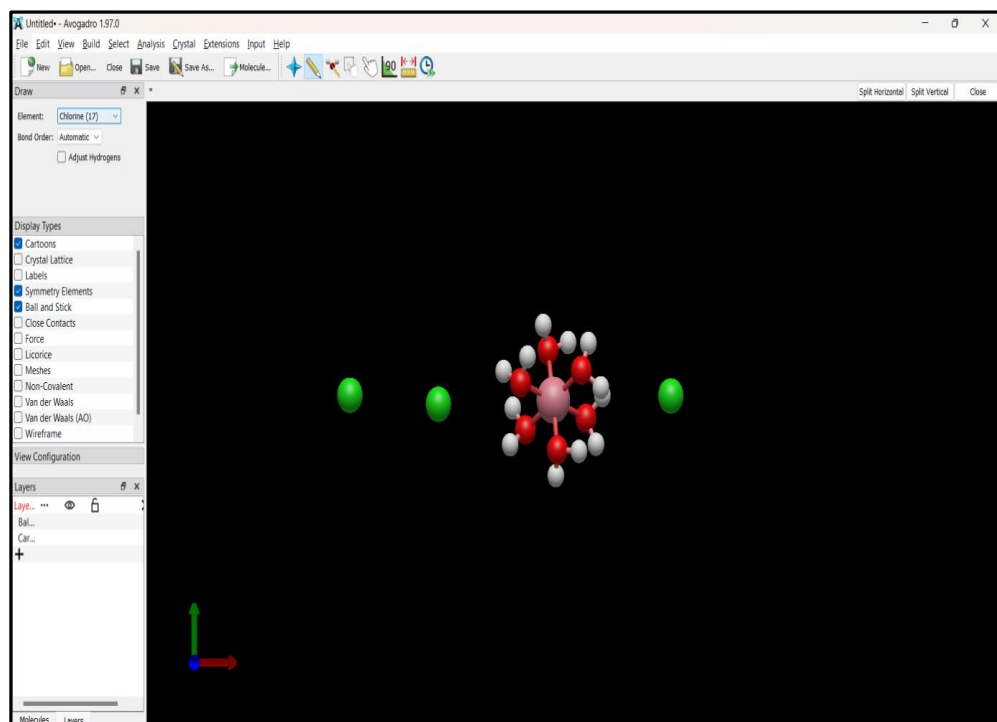 Untitled• - Avogadro 1.97.0
File Edit View Build Select Analysis Crystal Extensions Input Help
New Open... Close Save Save As... Molecule... 90
Draw
Split Horizontal Split Vertical Close
Element: Chlorine (17)
Bond Order: Automatic
Adjust Hydrogens
Display Types
Cartoons
Crystal Lattice
Labels
Symmetry Elements
Ball and Stick
Close Contacts
Force
Licorice
Meshes
Non-Covalent
Van der Waals
Van der Waals (AO)
Wireframe
View Configuration
Layers
Laye... ···
Bal...
Car...
Molecules Layers